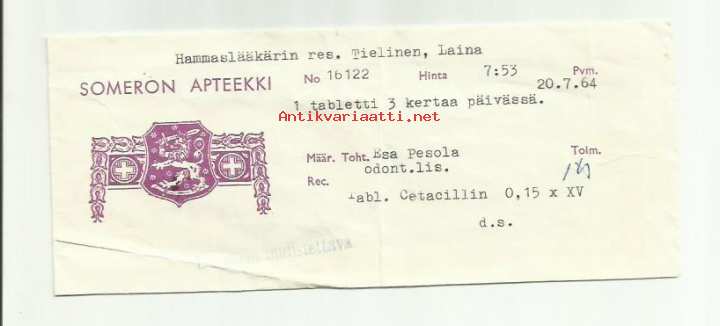 Hammaslääkärin res. Tielinen, Laina
SOMERON APTEEKKI No 16122 Hinta 7:53 Pvm. 20.7.64
1 tabletti 3 kertaa päivässä.
Antikvariaatti.net
Määr. Toht. Esa Pesola Toim.
odont.lis.
Rec.
tabl. Cetacillin 0,15 x XV
d.s.